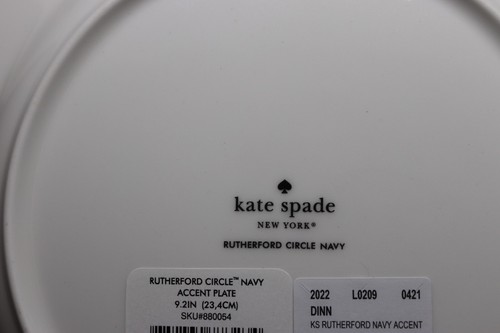 kate spade
NEW YORK®
RUTHERFORD CIRCLE NAVY
RUTHERFORD CIRCLE™ NAVY
ACCENT PLATE
9.2IN (23,4CM)
SKU#880054
2022 L0209 0421
DINN
KS RUTHERFORD NAVY ACCENT